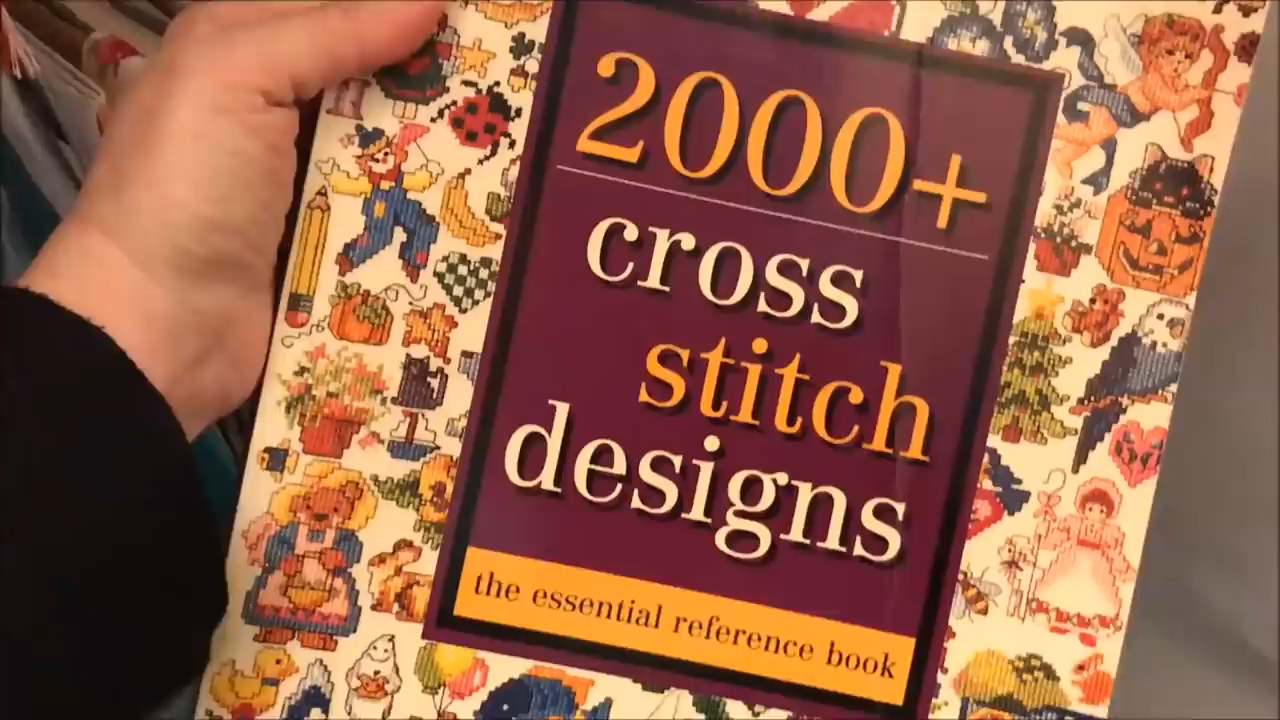 2000+
cross
stitch
designs
the essential reference book